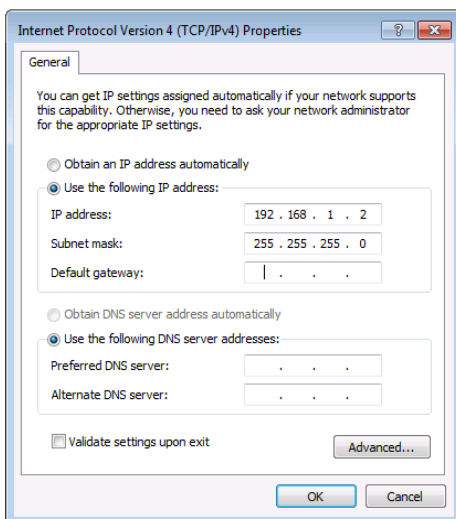 Internet Protocol Version 4 (TCP/IPv4) Properties
General
You can get IP settings assigned automatically if your network supports
this capability. Otherwise, you need to ask your network administrator
for the appropriate IP settings.
Obtain an IP address automatically
Use the following IP address:
IP address: 192 . 168 . 1 . 2
Subnet mask: 255 . 255 . 255 . 0
Default gateway: . . .
Obtain DNS server address automatically
Use the following DNS server addresses:
Preferred DNS server: . . .
Alternate DNS server: . . .
Validate settings upon exit
Advanced...
OK Cancel